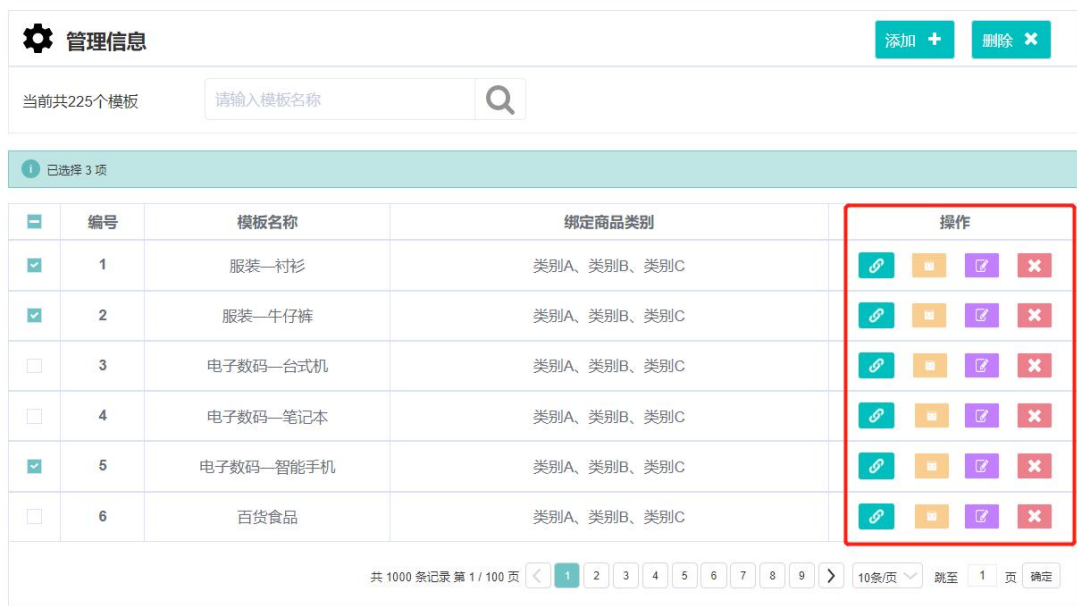 管理信息
添加
删除
当前共225个模板
请输入模板名称
已选择 3 项
编号 模板名称 绑定商品类别 操作
1 服装—衬衫 类别A、类别B、类别C
2 服装—牛仔裤 类别A、类别B、类别C
3 电子数码—台式机 类别A、类别B、类别C
4 电子数码—笔记本 类别A、类别B、类别C
5 电子数码—智能手机 类别A、类别B、类别C
6 百货食品 类别A、类别B、类别C
共 1000 条记录 第 1 / 100 页 1 2 3 4 5 6 7 8 9 10条/页 跳至 1 页 确定